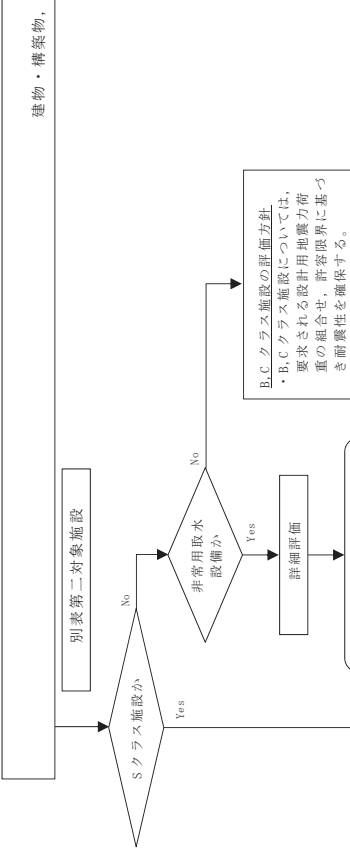 建物・構築物，
別表第二対象施設
Sクラス施設か
No
Yes
非常用取水
設備か
No
Yes
詳細評価
B,C クラス施設の評価方針
・B,C クラス施設については，
要求される設計用地震力荷
重の組合せ，許容限界に基づ
き耐震性を確保する。